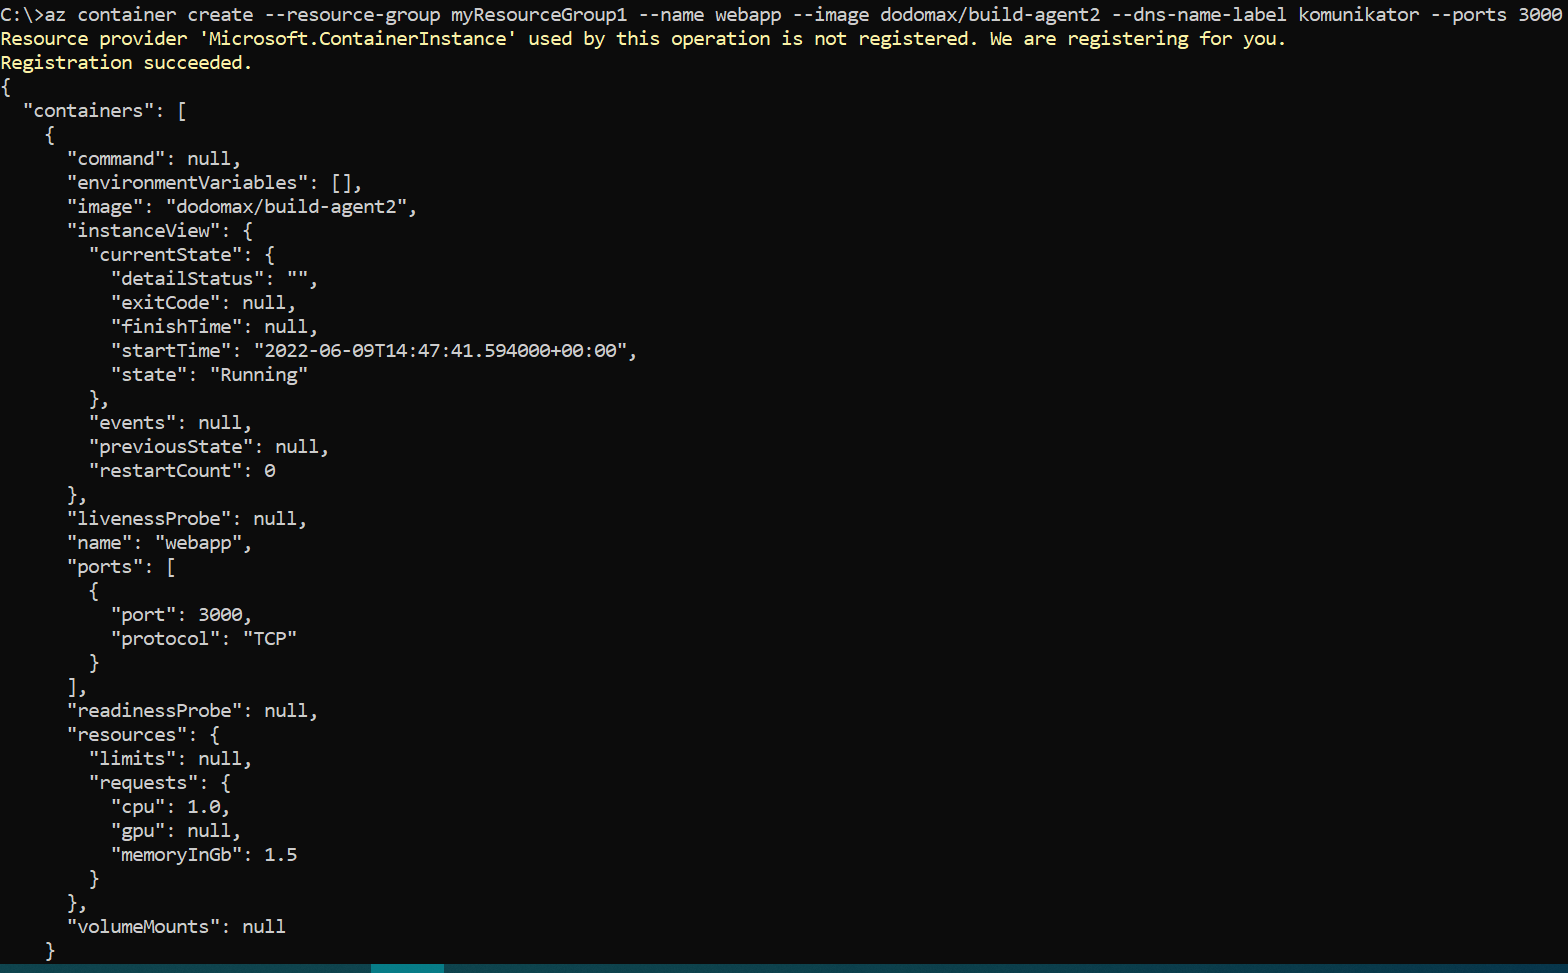 C:\>az container create --resource-group myResourceGroup1 --name webapp --image dodomax/build-agent2 --dns-name-label komunikator --ports 3000
Resource provider 'Microsoft.ContainerInstance' used by this operation is not registered. We are registering for you.
Registration succeeded.
{
  "containers": [
    {
      "command": null,
      "environmentVariables": [],
      "image": "dodomax/build-agent2",
      "instanceView": {
        "currentState": {
          "detailStatus": "",
          "exitCode": null,
          "finishTime": null,
          "startTime": "2022-06-09T14:47:41.594000+00:00",
          "state": "Running"
        },
        "events": null,
        "previousState": null,
        "restartCount": 0
      },
      "livenessProbe": null,
      "name": "webapp",
      "ports": [
        {
          "port": 3000,
          "protocol": "TCP"
        }
      ],
      "readinessProbe": null,
      "resources": {
        "limits": null,
        "requests": {
          "cpu": 1.0,
          "gpu": null,
          "memoryInGb": 1.5
        }
      },
      "volumeMounts": null
    }